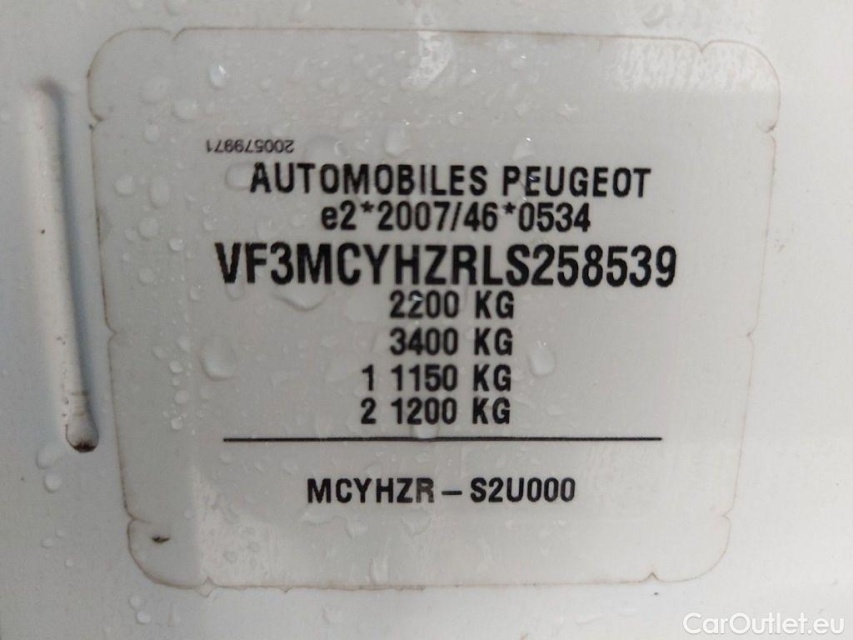 200579971
AUTOMOBILES PEUGEOT
e2*2007/46*0534
VF3MCYHZRLS258539
2200 KG
3400 KG
1 1150 KG
2 1200 KG
MCYHZR – S2U000
CarOutlet.eu